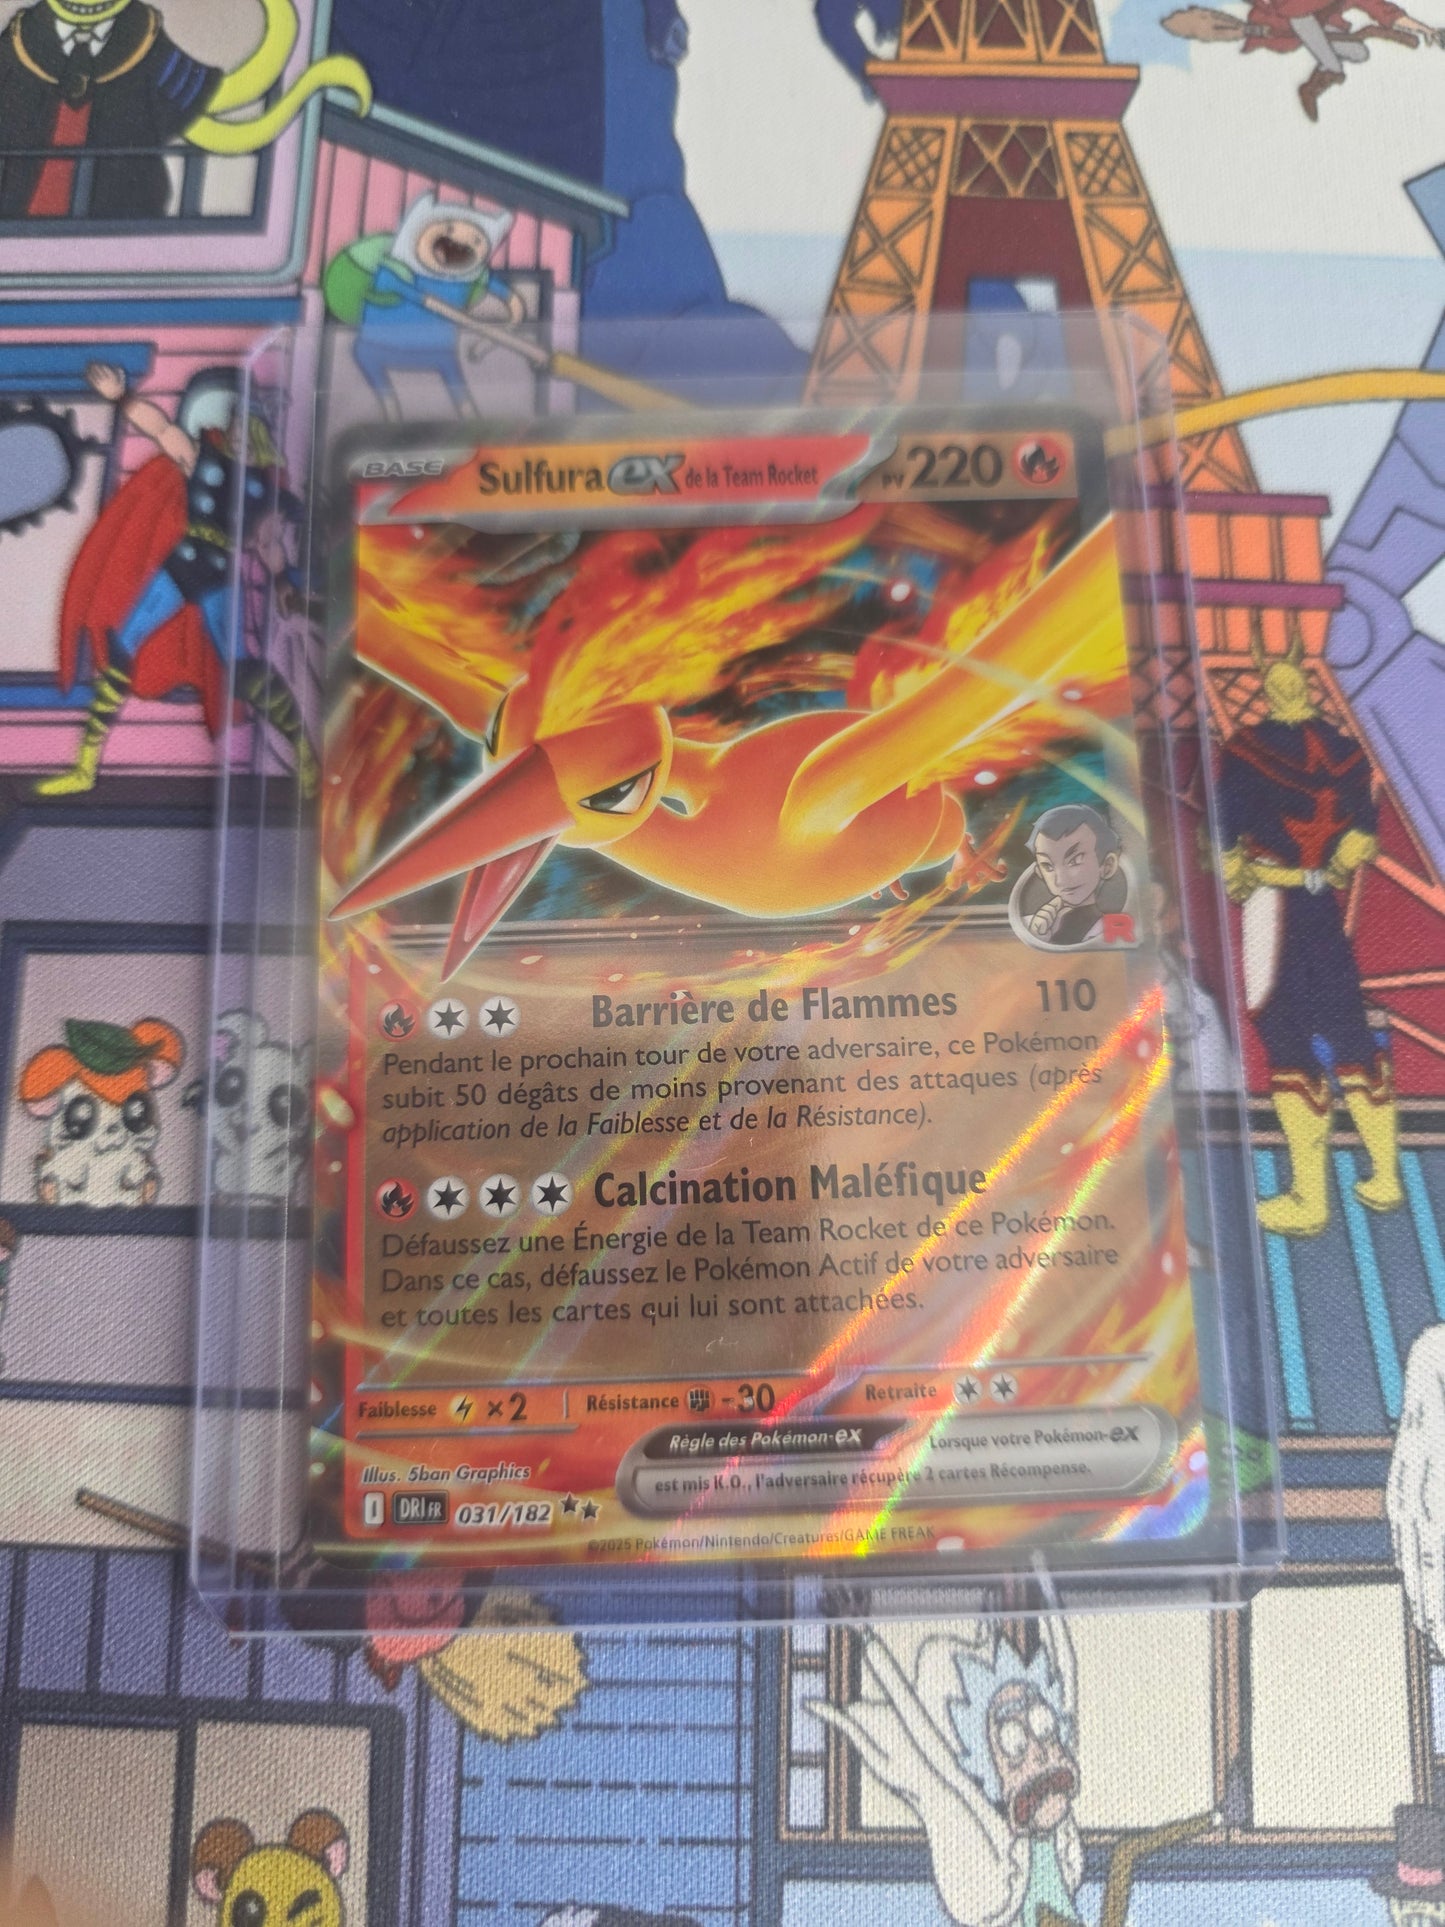 BASE Sulfura ex de la Team Rocket PV 220
R
Barrière de Flammes 110
Pendant le prochain tour de votre adversaire, ce Pokémon
subit 50 dégâts de moins provenant des attaques (après
application de la Faiblesse et de la Résistance).
Calcination Maléfique
Défaussez une Énergie de la Team Rocket de ce Pokémon.
Dans ce cas, défaussez le Pokémon Actif de votre adversaire
et toutes les cartes qui lui sont attachées.
Faiblesse ×2 Résistance -30 Retraite
Règle des Pokémon-ex Lorsque votre Pokémon-ex
est mis K.O., l'adversaire récupère 2 cartes Récompense.
Illus. 5ban Graphics
I DRI FR 031/182
©2025 Pokémon/Nintendo/Creatures/GAME FREAK